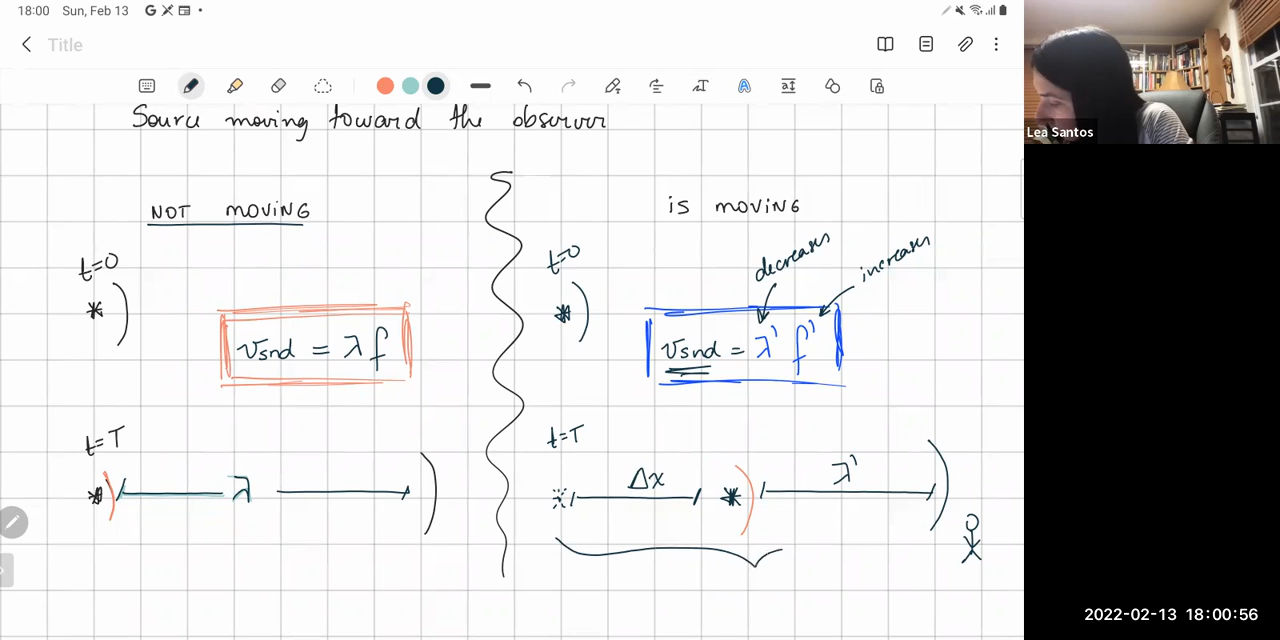 18:00 Sun, Feb 13
Title
Source moving toward the observer
NOT MOVING
is moving
t=0
t=0
decreases
increases
vsnd = λ f
vsnd = λ' f'
t=T
t=T
λ
Δx
λ'
Lea Santos
2022-02-13 18:00:56